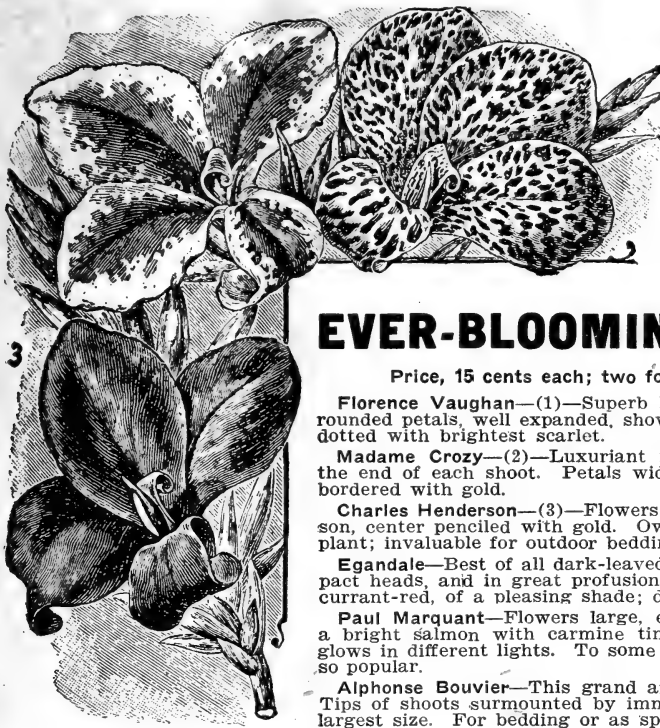 3
EVER-BLOOMIN
Price, 15 cents each; two fo
Florence Vaughan—(1)—Superb
rounded petals, well expanded, show
dotted with brightest scarlet.
Madame Crozy—(2)—Luxuriant
the end of each shoot. Petals wid
bordered with gold.
Charles Henderson—(3)—Flowers
son, center penciled with gold. Ov
plant; invaluable for outdoor beddin
Egandale—Best of all dark-leaved
pact heads, and in great profusion
currant-red, of a pleasing shade; d
Paul Marquant—Flowers large, e
a bright salmon with carmine tin
glows in different lights. To some
so popular.
Alphonse Bouvier—This grand a
Tips of shoots surmounted by imm
largest size. For bedding or as sp